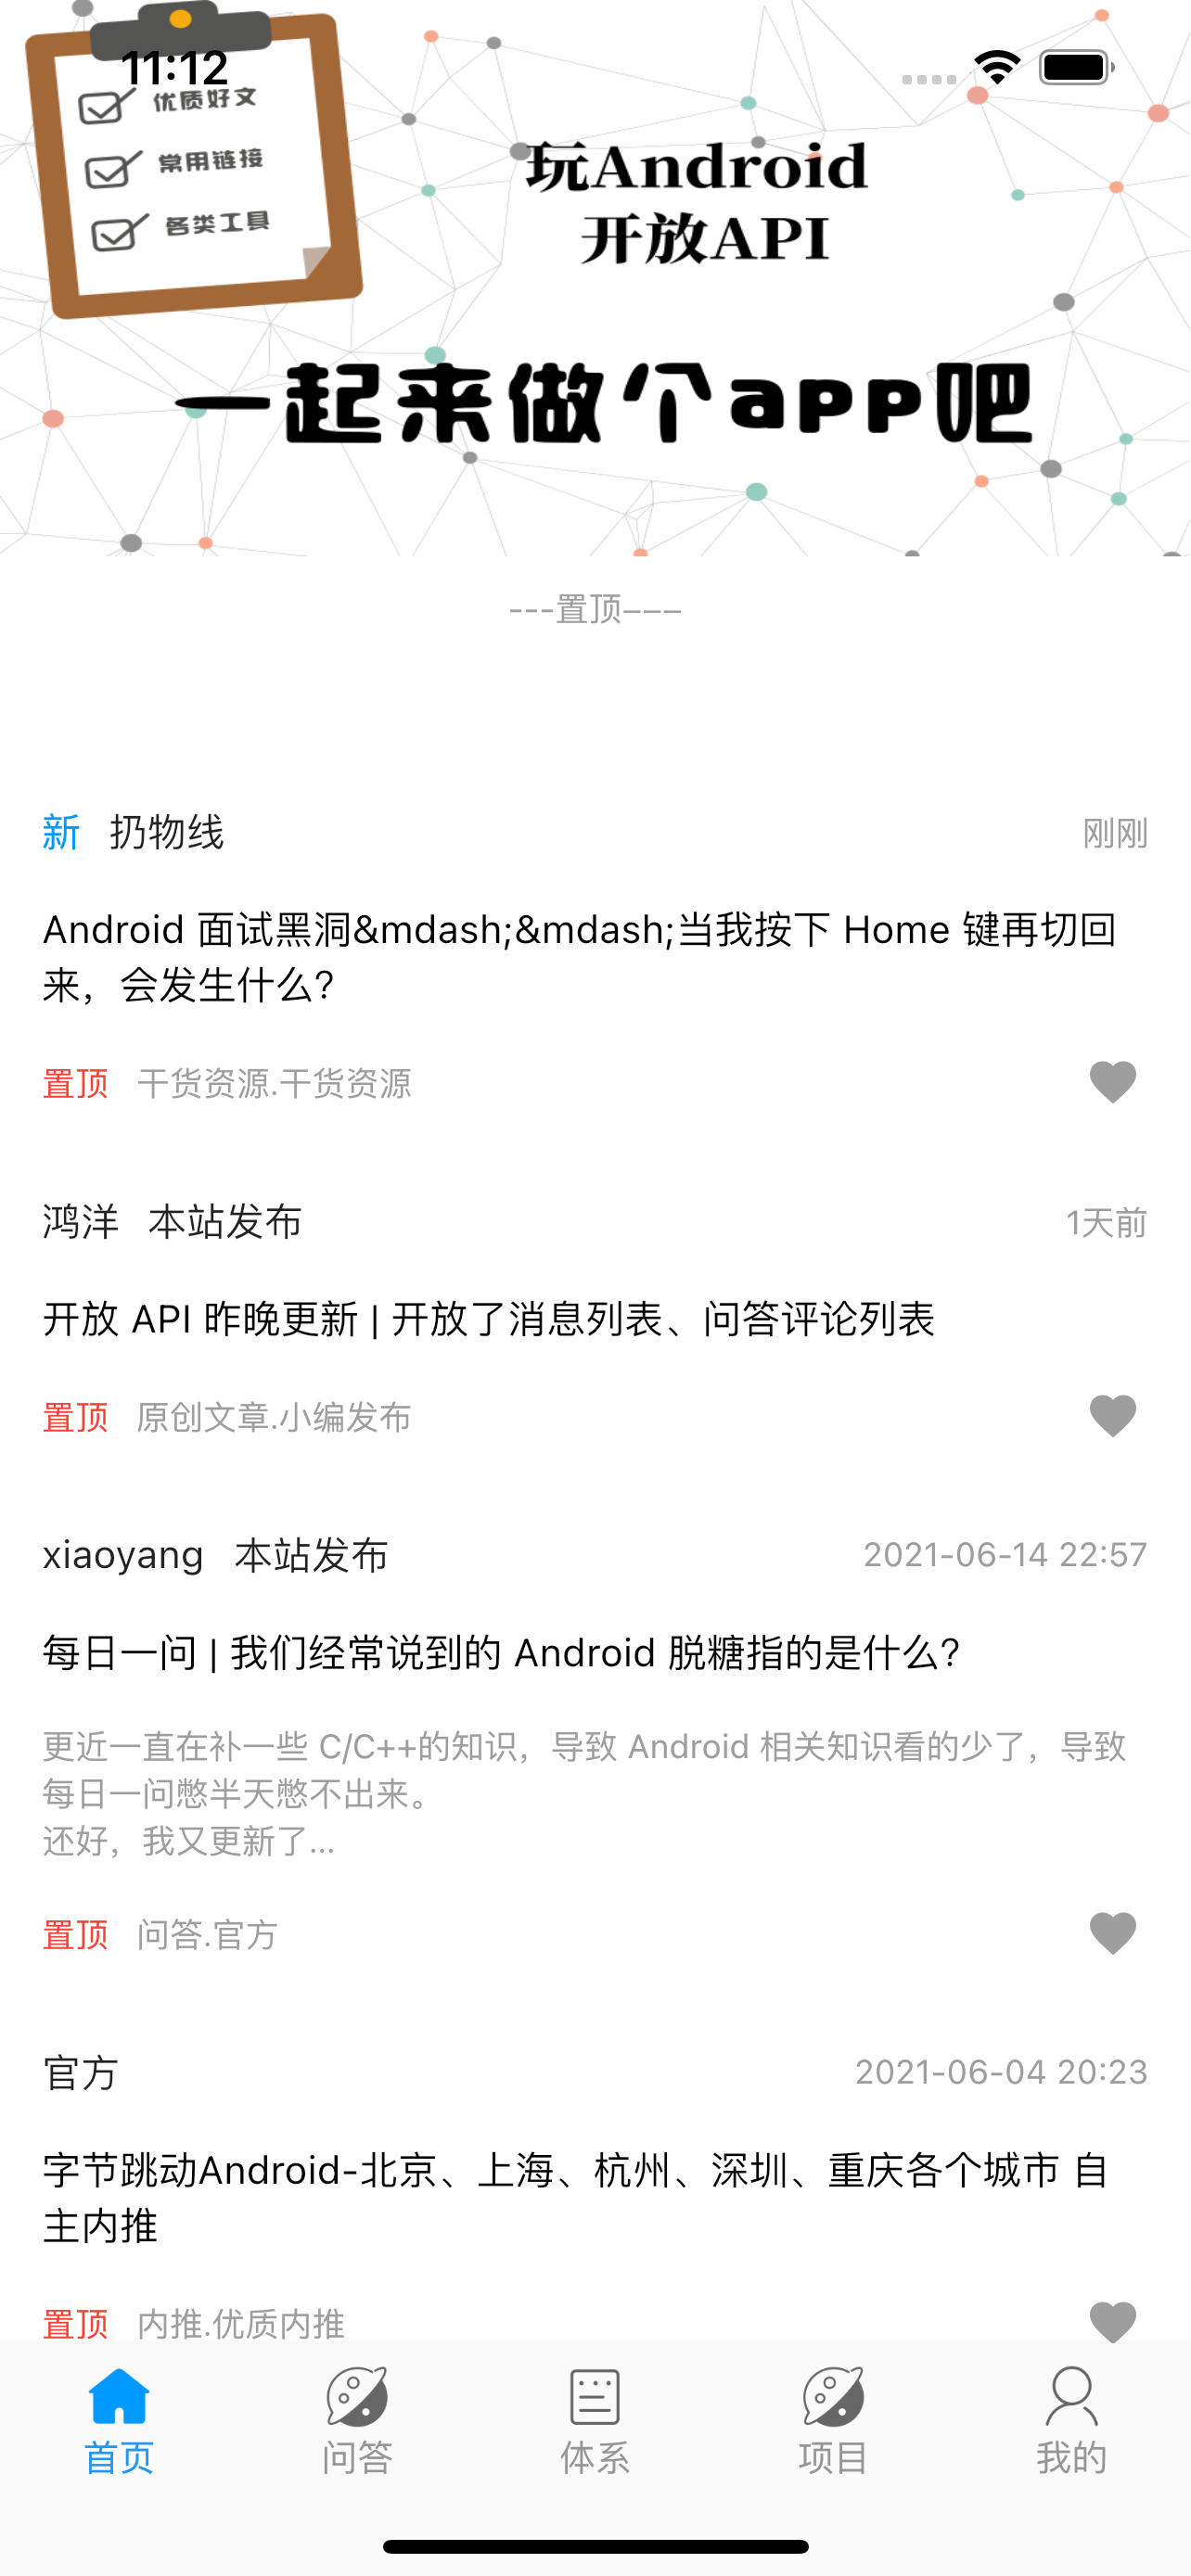 11:12
优质好文
常用链接
各类工具
玩Android
开放API
一起来做个app吧
---置顶---
新 扔物线 刚刚
Android 面试黑洞&mdash;&mdash;当我按下 Home 键再切回
来，会发生什么？
置顶 干货资源.干货资源
鸿洋 本站发布 1天前
开放 API 昨晚更新 | 开放了消息列表、问答评论列表
置顶 原创文章.小编发布
xiaoyang 本站发布 2021-06-14 22:57
每日一问 | 我们经常说到的 Android 脱糖指的是什么？
更近一直在补一些 C/C++的知识，导致 Android 相关知识看的少了，导致
每日一问憋半天憋不出来。
还好，我又更新了...
置顶 问答.官方
官方 2021-06-04 20:23
字节跳动Android-北京、上海、杭州、深圳、重庆各个城市 自
主内推
置顶 内推.优质内推
首页 问答 体系 项目 我的